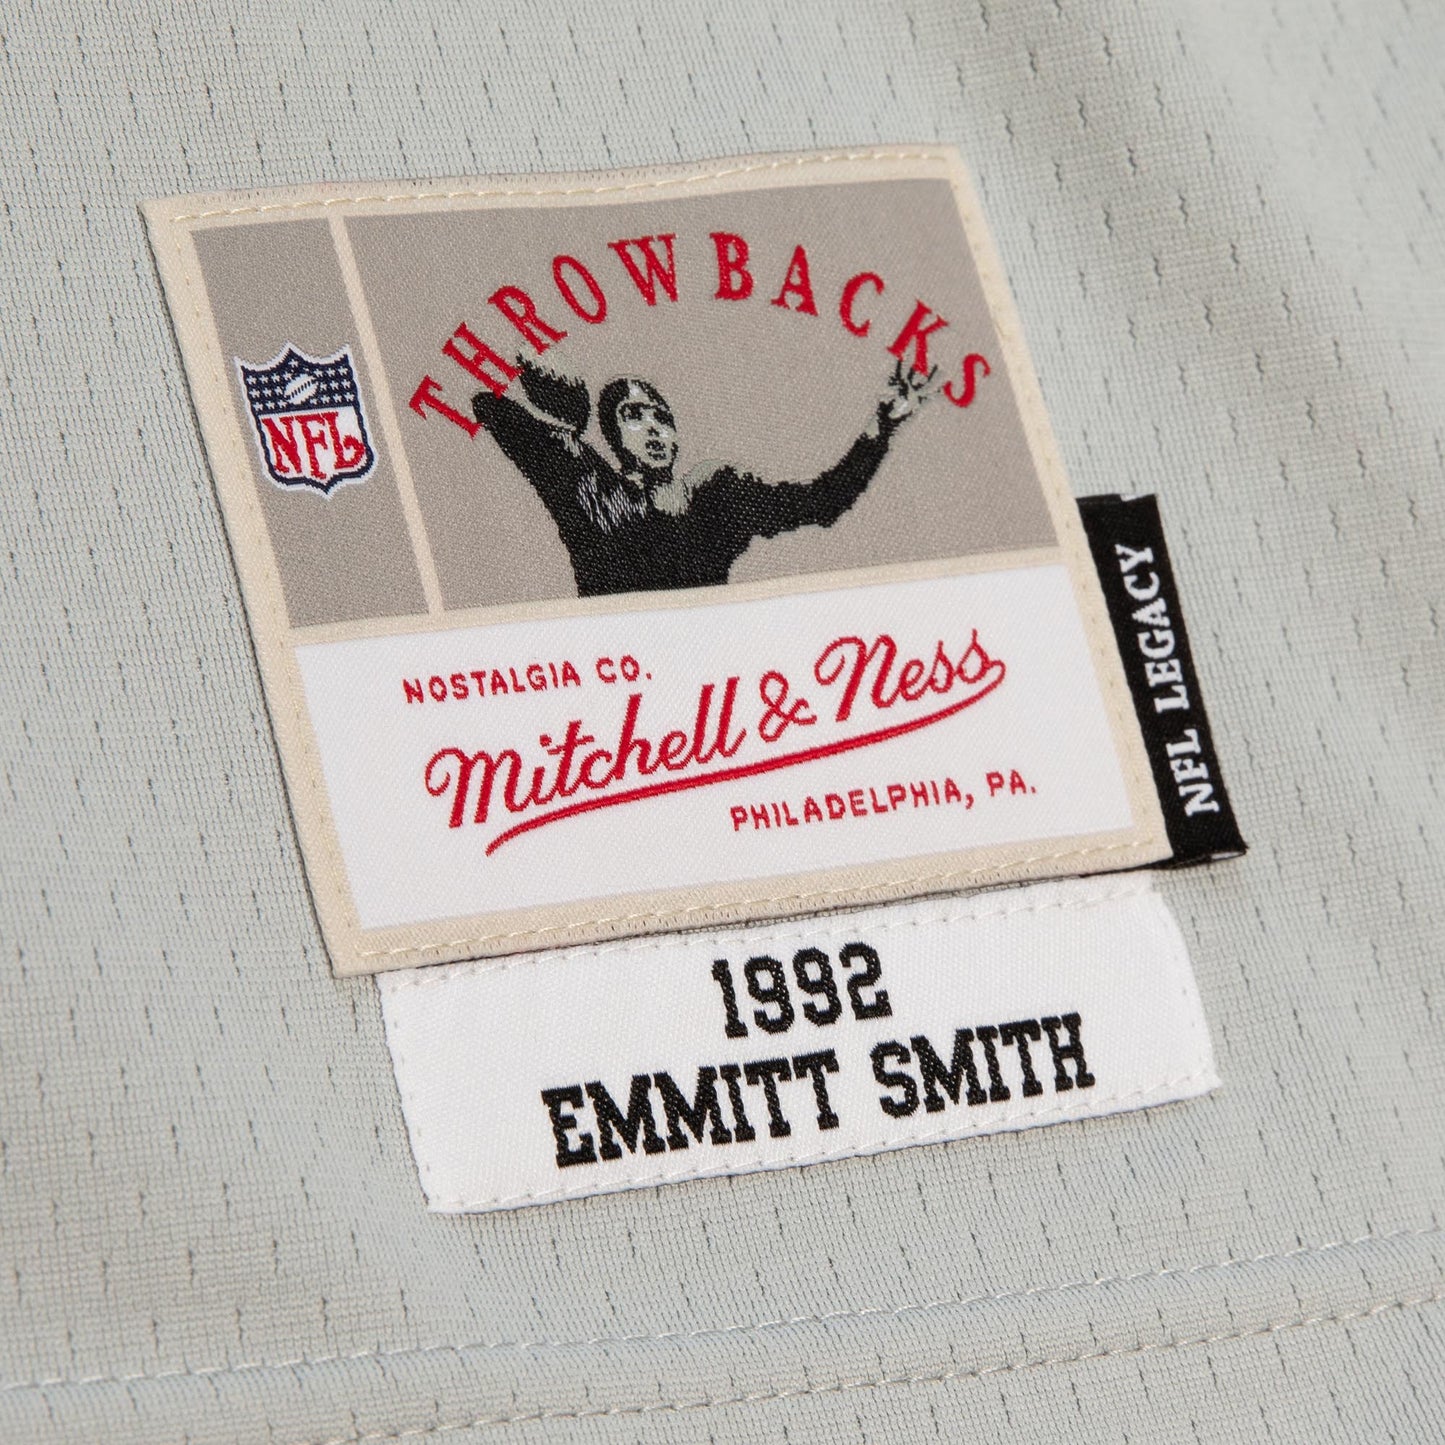 THROWBACKS
NFL
NOSTALGIA CO.
Mitchell & Ness
PHILADELPHIA, PA.
NFL LEGACY
1992
EMMITT SMITH